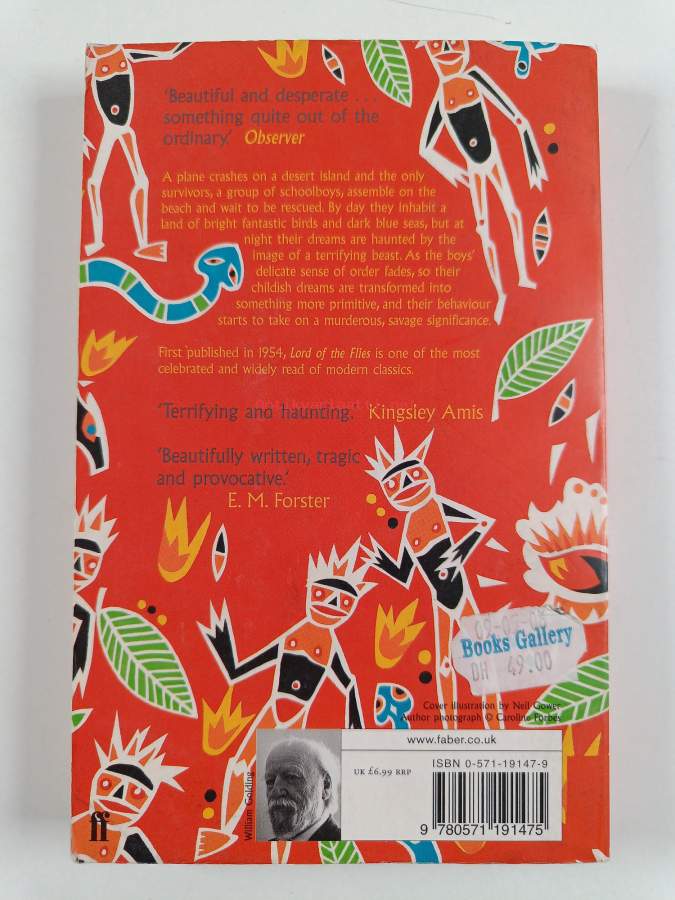 'Beautiful and desperate . . .
something quite out of the
ordinary.' Observer
A plane crashes on a desert island and the only
survivors, a group of schoolboys, assemble on the
beach and wait to be rescued. By day they inhabit a
land of bright fantastic birds and dark blue seas, but at
night their dreams are haunted by the
image of a terrifying beast. As the boys'
delicate sense of order fades, so their
childish dreams are transformed into
something more primitive, and their behaviour
starts to take on a murderous, savage significance.
First published in 1954, Lord of the Flies is one of the most
celebrated and widely read of modern classics.
'Terrifying and haunting.' Kingsley Amis
'Beautifully written, tragic
and provocative.'
E. M. Forster
Books Gallery
DH 49.00
Cover illustration by Neil Gower
Author photograph © Caroline Forbes
www.faber.co.uk
ff
William Golding
UK £6.99 RRP
ISBN 0-571-19147-9
9 780571 191475